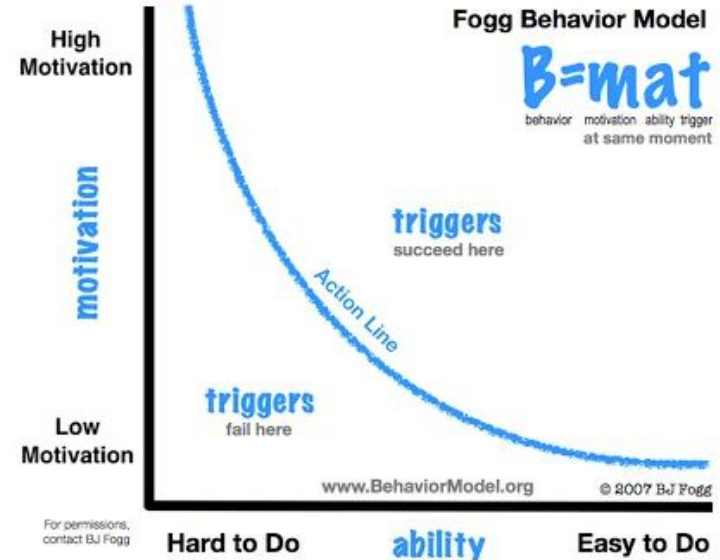 Fogg Behavior Model
B=mat
behavior motivation ability trigger
at same moment
High
Motivation
motivation
triggers
succeed here
Action Line
triggers
fail here
Low
Motivation
www.BehaviorModel.org
© 2007 BJ Fogg
For permissions,
contact BJ Fogg
Hard to Do
ability
Easy to Do